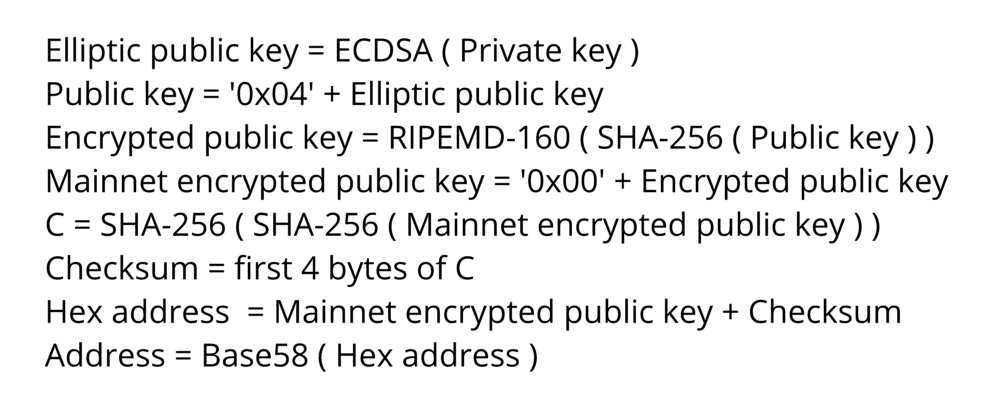 Elliptic public key = ECDSA ( Private key )
Public key = '0x04' + Elliptic public key
Encrypted public key = RIPEMD-160 ( SHA-256 ( Public key ) )
Mainnet encrypted public key = '0x00' + Encrypted public key
C = SHA-256 ( SHA-256 ( Mainnet encrypted public key ) )
Checksum = first 4 bytes of C
Hex address  = Mainnet encrypted public key + Checksum
Address = Base58 ( Hex address )